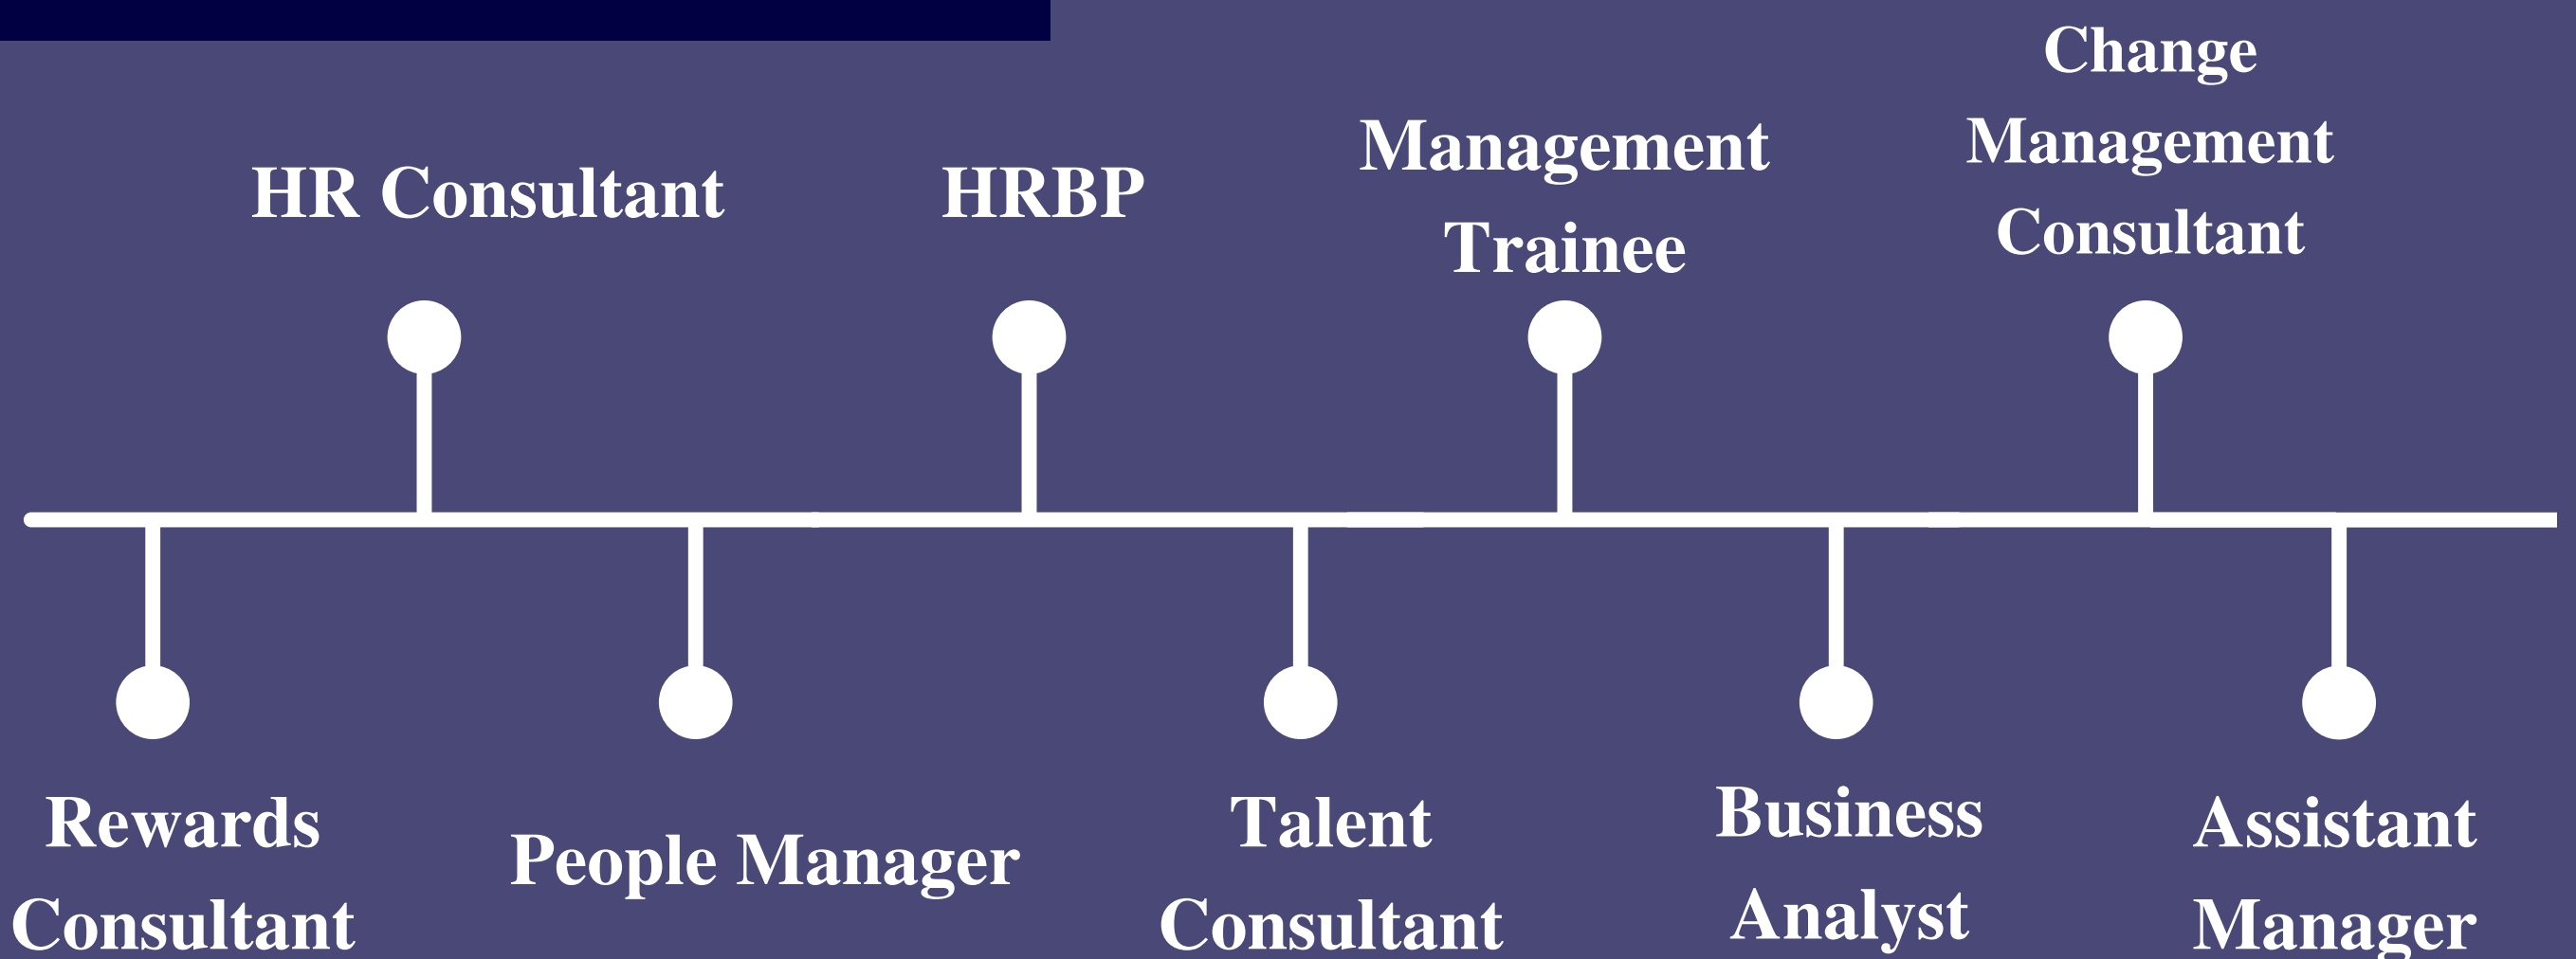 Change
Management
Consultant
Management
Trainee
HR Consultant
HRBP
Rewards
Consultant
People Manager
Talent
Consultant
Business
Analyst
Assistant
Manager